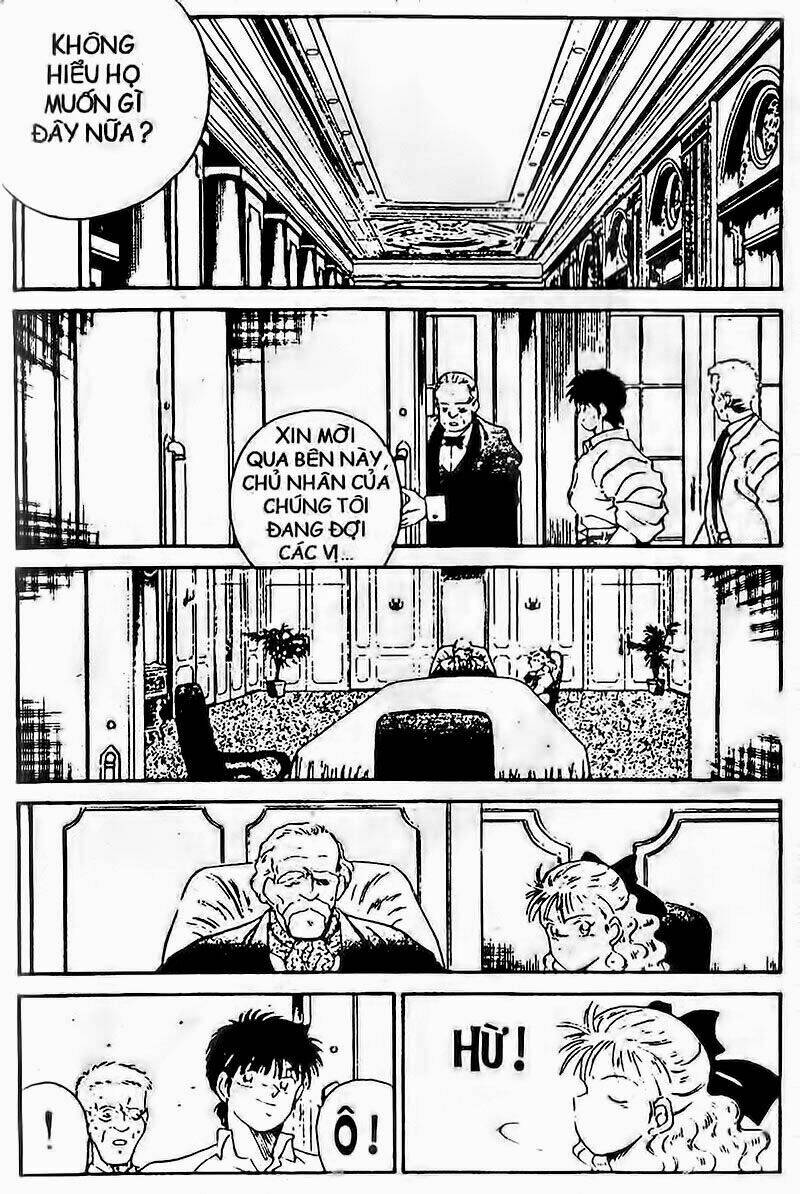 KHÔNG
HIỂU HỌ
MUỐN GÌ
ĐÂY NỮA?
XIN MỜI
QUA BÊN NÀY,
CHỦ NHÂN CỦA
CHÚNG TÔI
ĐANG ĐỢI
CÁC VỊ...
!
Ô!
HỪ!